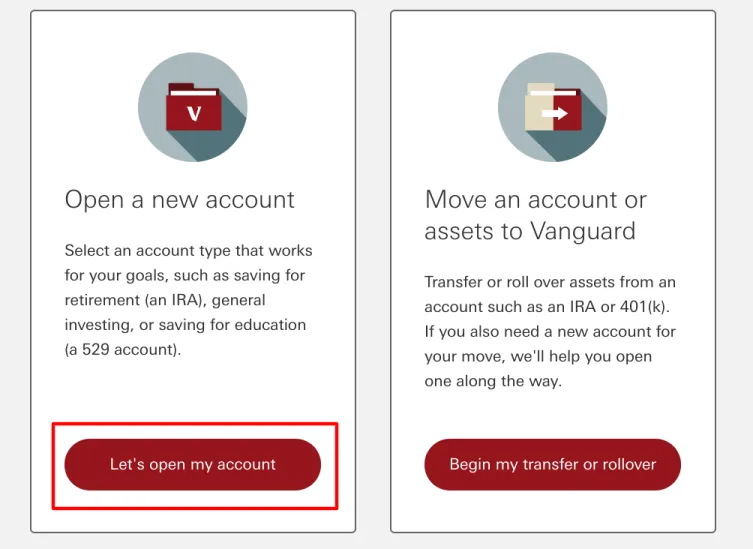 V
Open a new account
Select an account type that works
for your goals, such as saving for
retirement (an IRA), general
investing, or saving for education
(a 529 account).
Let's open my account
Move an account or
assets to Vanguard
Transfer or roll over assets from an
account such as an IRA or 401(k).
If you also need a new account for
your move, we'll help you open
one along the way.
Begin my transfer or rollover